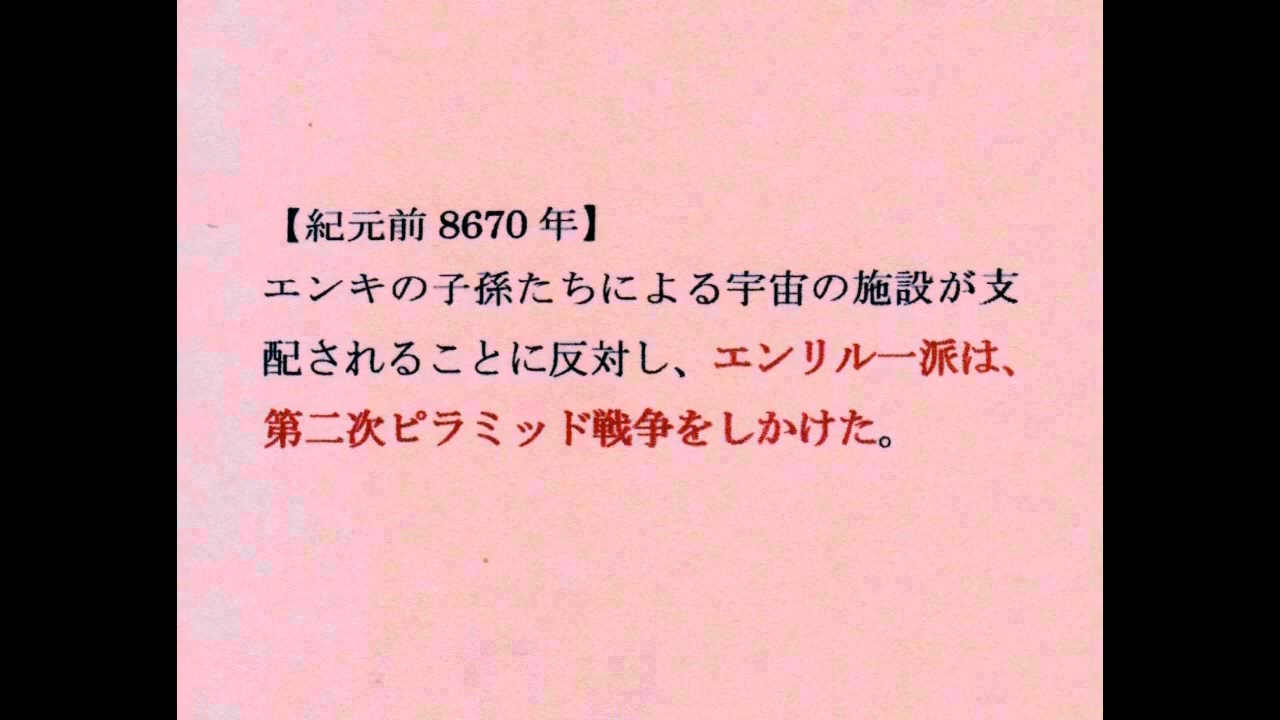 【紀元前 8670 年】
エンキの子孫たちによる宇宙の施設が支
配されることに反対し、エンリル一派は、
第二次ピラミッド戦争をしかけた。